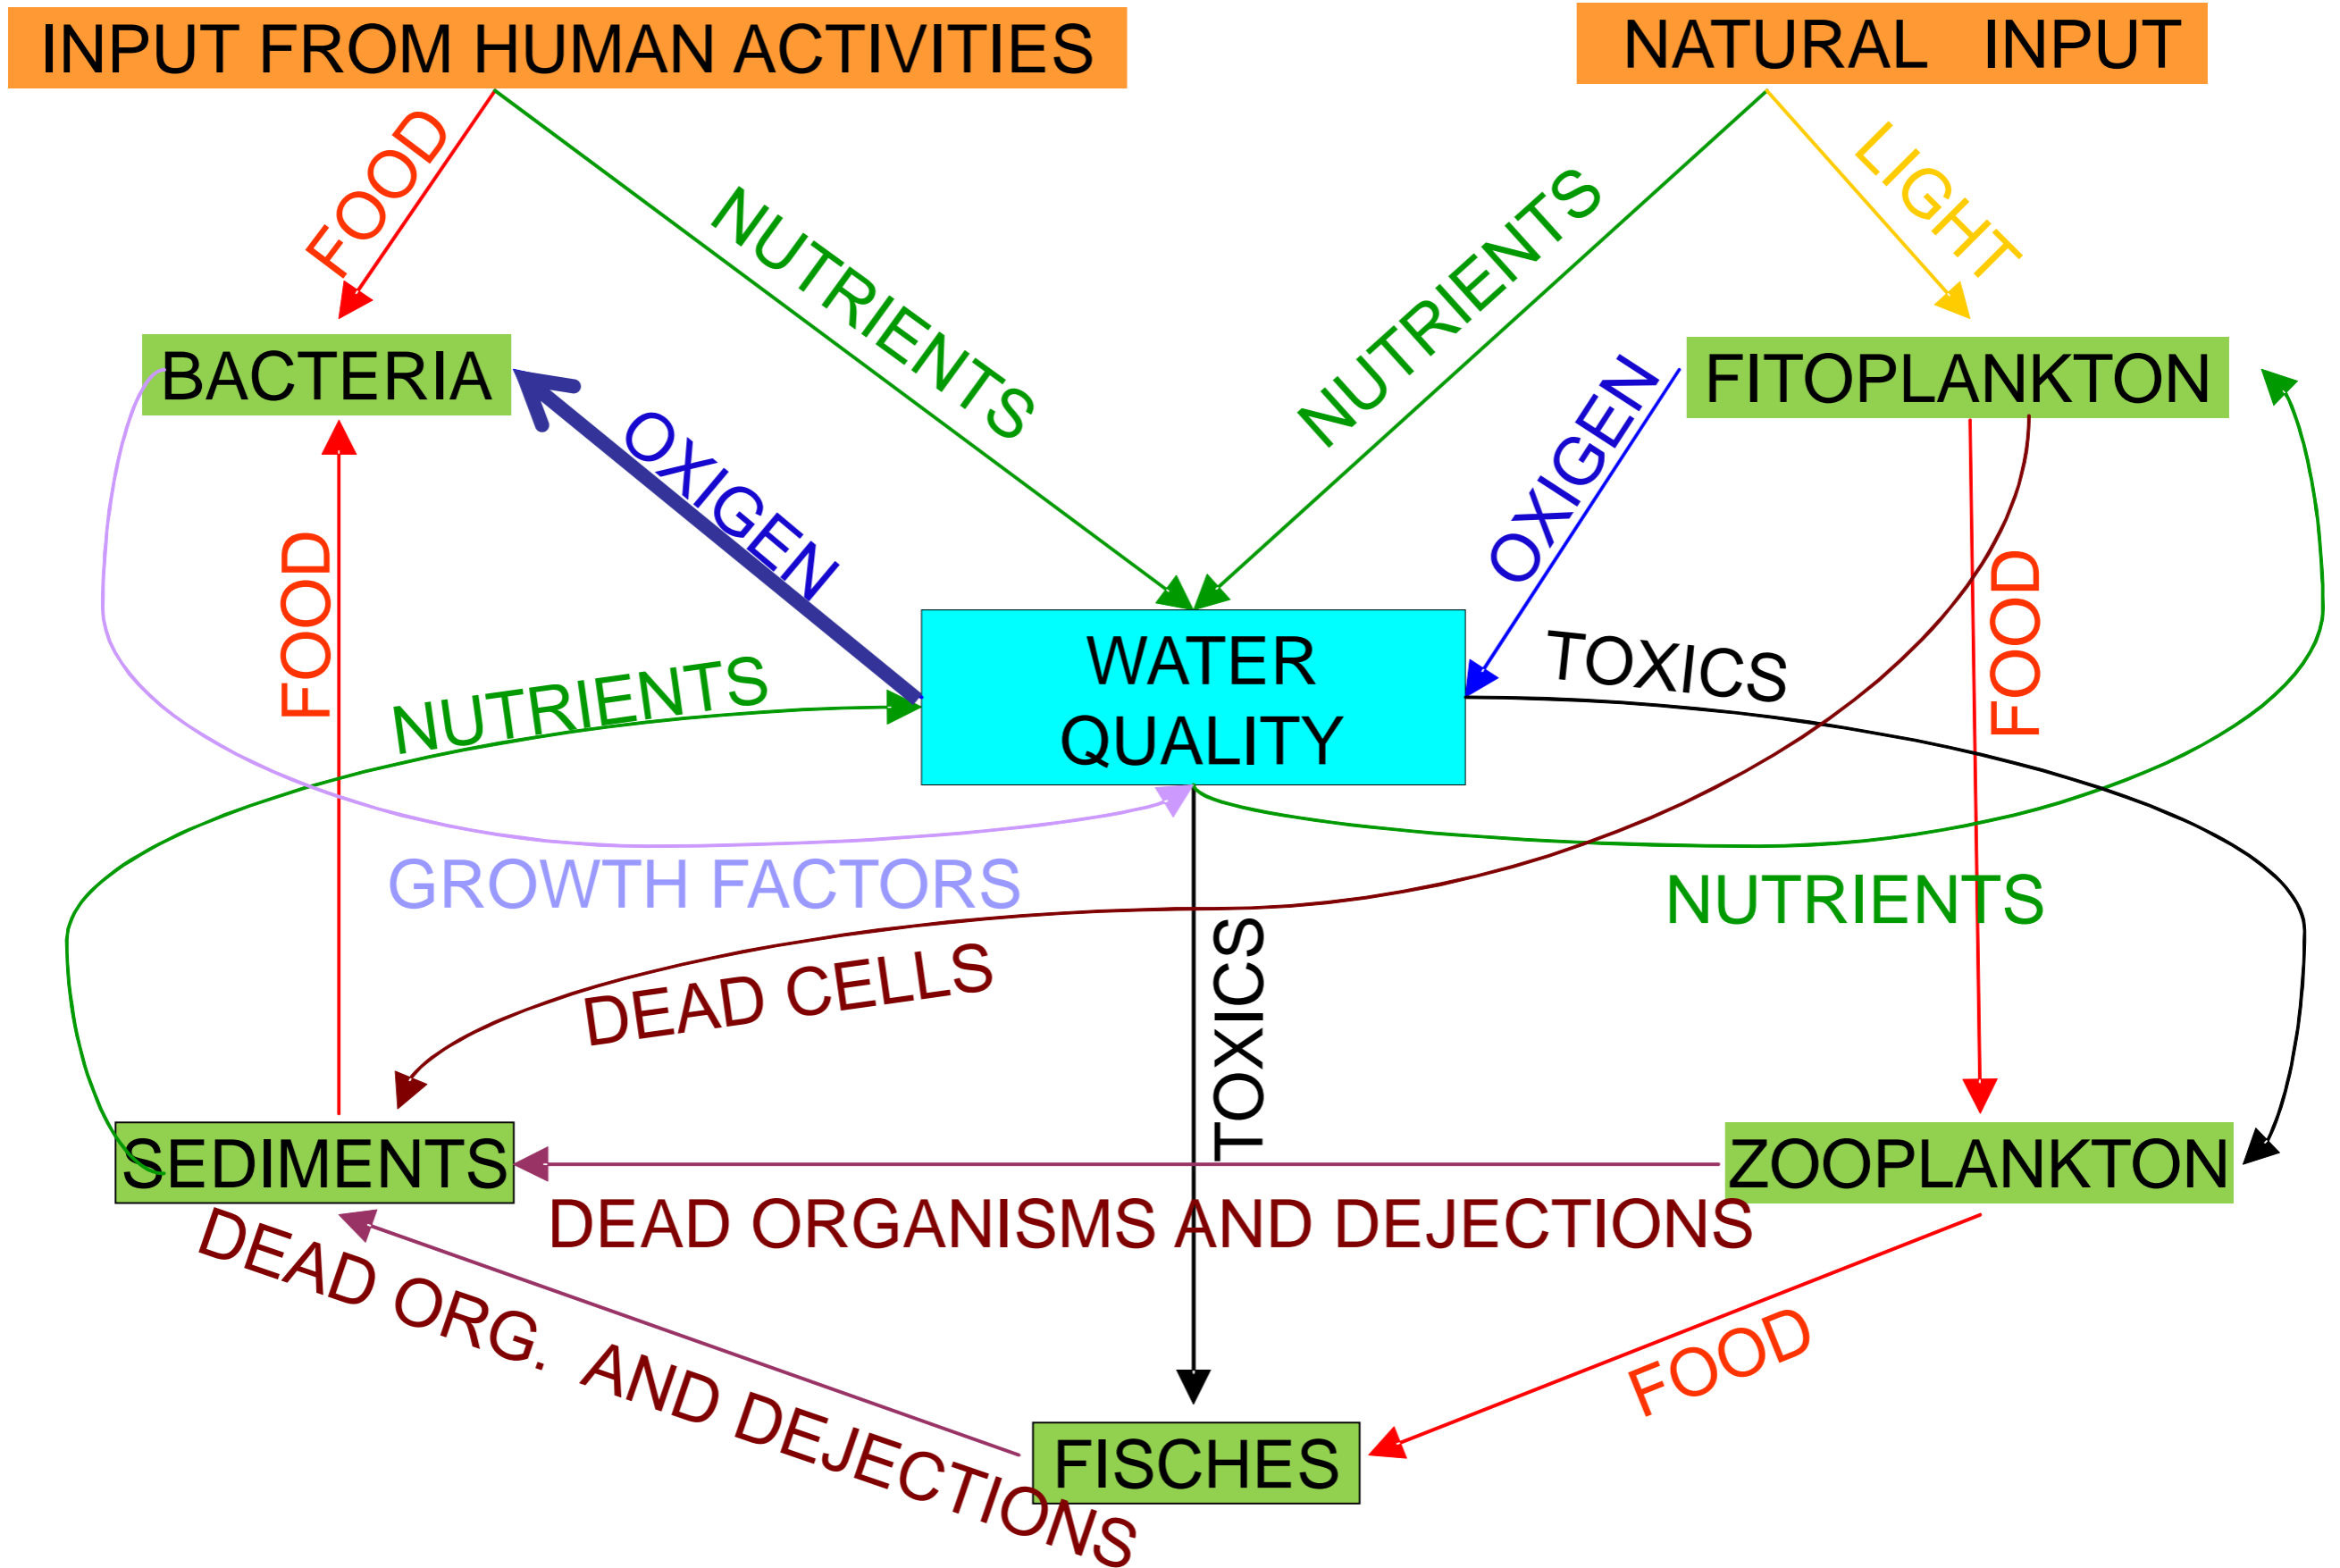 INPUT FROM HUMAN ACTIVITIES
NATURAL INPUT
FOOD
NUTRIENTS
NUTRIENTS
LIGHT
BACTERIA
FITOPLANKTON
OXIGEN
OXIGEN
FOOD
NUTRIENTS
WATER
QUALITY
TOXICS
FOOD
GROWTH FACTORS
NUTRIENTS
DEAD CELLS
TOXICS
SEDIMENTS
ZOOPLANKTON
DEAD ORGANISMS AND DEJECTIONS
DEAD ORG. AND DEJECTIONS
FOOD
FISCHES